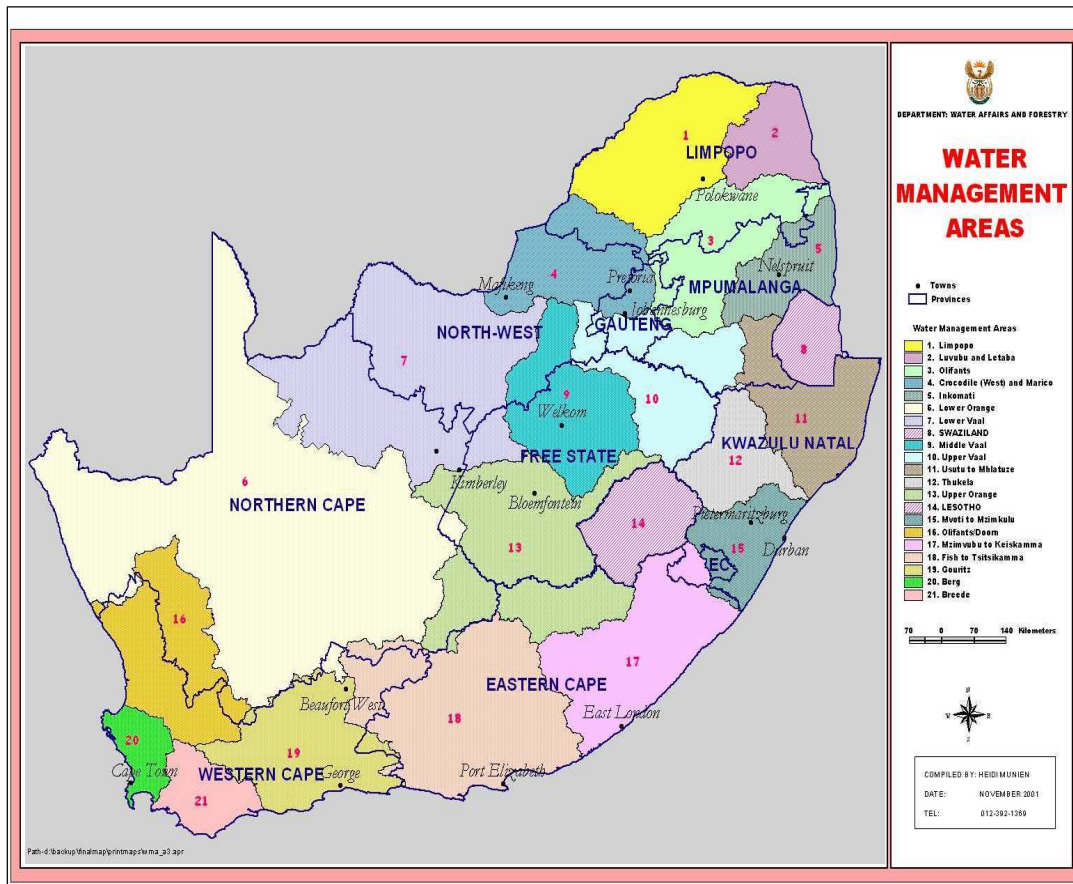 1
2
LIMPOPO
Polokwane
3
5
4
Mafikeng
Pretoria
Nelspruit
MPUMALANGA
Johannesburg
GAUTENG
NORTH-WEST
7
8
9
10
Welkom
11
KWAZULU NATAL
FREE STATE
12
Kimberley
6
NORTHERN CAPE
Bloemfontein
14
Pietermaritzburg
13
15
Durban
EC
16
17
EASTERN CAPE
Beaufort West
18
East London
20
19
Cape Town
WESTERN CAPE
George
Port Elizabeth
21
Path-d:\backup\finalmap\printmaps\wma_a3.apr
DEPARTMENT: WATER AFFAIRS AND FORESTRY
WATER
MANAGEMENT
AREAS
Towns
Provinces
Water Management Areas
1. Limpopo
2. Luvubu and Letaba
3. Olifants
4. Crocodile (West) and Marico
5. Inkomati
6. Lower Orange
7. Lower Vaal
8. SWAZILAND
9. Middle Vaal
10. Upper Vaal
11. Usutu to Mhlatuze
12. Thukela
13. Upper Orange
14. LESOTHO
15. Mvoti to Mzimkulu
16. Olifants/Doorn
17. Mzimvubu to Keiskamma
18. Fish to Tsitsikamma
19. Gouritz
20. Berg
21. Breede
70 0 70 140 Kilometers
N
W E
S
COMPILED BY: HEIDI MUNIEN
DATE: NOVEMBER 2001
TEL: 012-392-1369